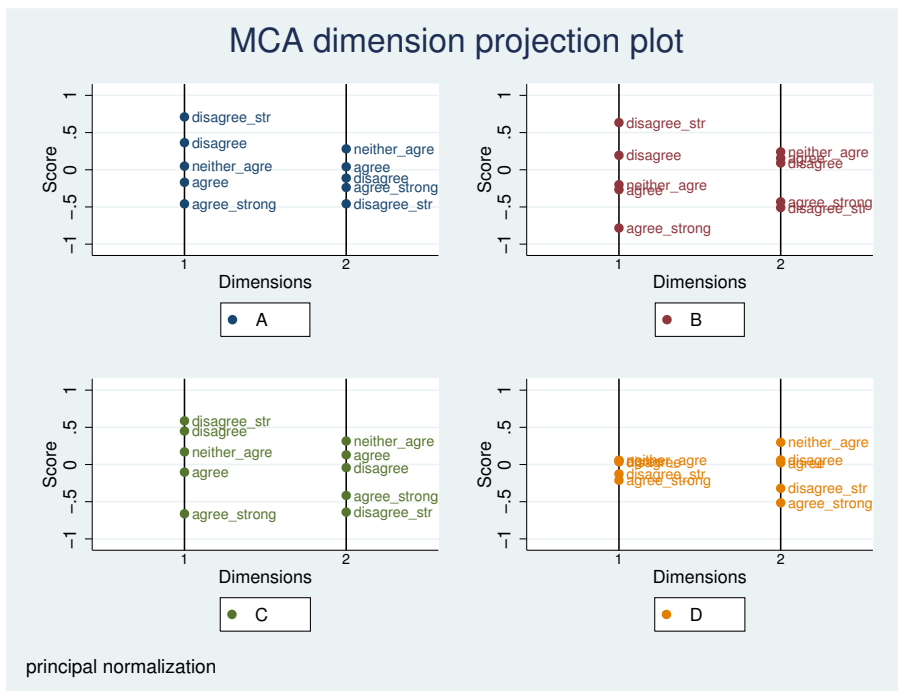 MCA dimension projection plot
1
.5
0
-.5
-1
Score
disagree_str
disagree
neither_agre
agree
agree_strong
neither_agre
agree
disagree
agree_strong
disagree_str
1
2
Dimensions
A
1
.5
0
-.5
-1
Score
disagree_str
disagree
neither_agre
agree
agree_strong
neither_agre
agree
disagree
agree_strong
disagree_str
1
2
Dimensions
B
1
.5
0
-.5
-1
Score
disagree_str
disagree
neither_agre
agree
agree_strong
neither_agre
agree
disagree
agree_strong
disagree_str
1
2
Dimensions
C
1
.5
0
-.5
-1
Score
neither_agre
disagree
disagree_str
agree_strong
neither_agre
disagree
agree
disagree_str
agree_strong
1
2
Dimensions
D
principal normalization